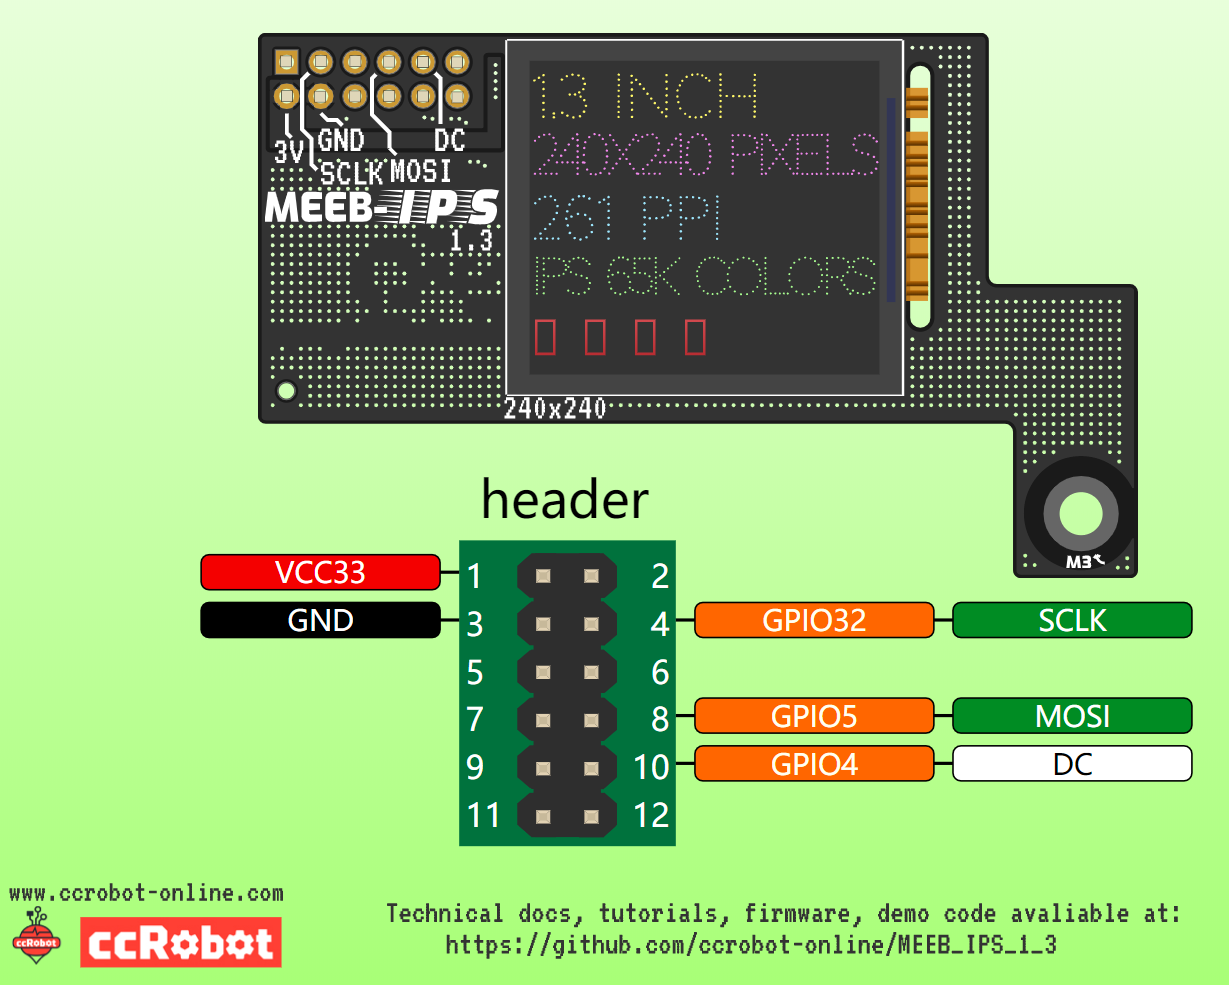 3V
GND
DC
SCLK
MOSI
MEEB-IPS
1.3
1.3 INCH
240X240 PIXELS
261 PPI
IPS 65K COLORS
240x240
M3
header
VCC33
1
2
GND
3
4
GPIO32
SCLK
5
6
7
8
GPIO5
MOSI
9
10
GPIO4
DC
11
12
www.ccrobot-online.com
ccRobot
ccRobot
Technical docs, tutorials, firmware, demo code avaliable at:
https://github.com/ccrobot-online/MEEB_IPS_1_3